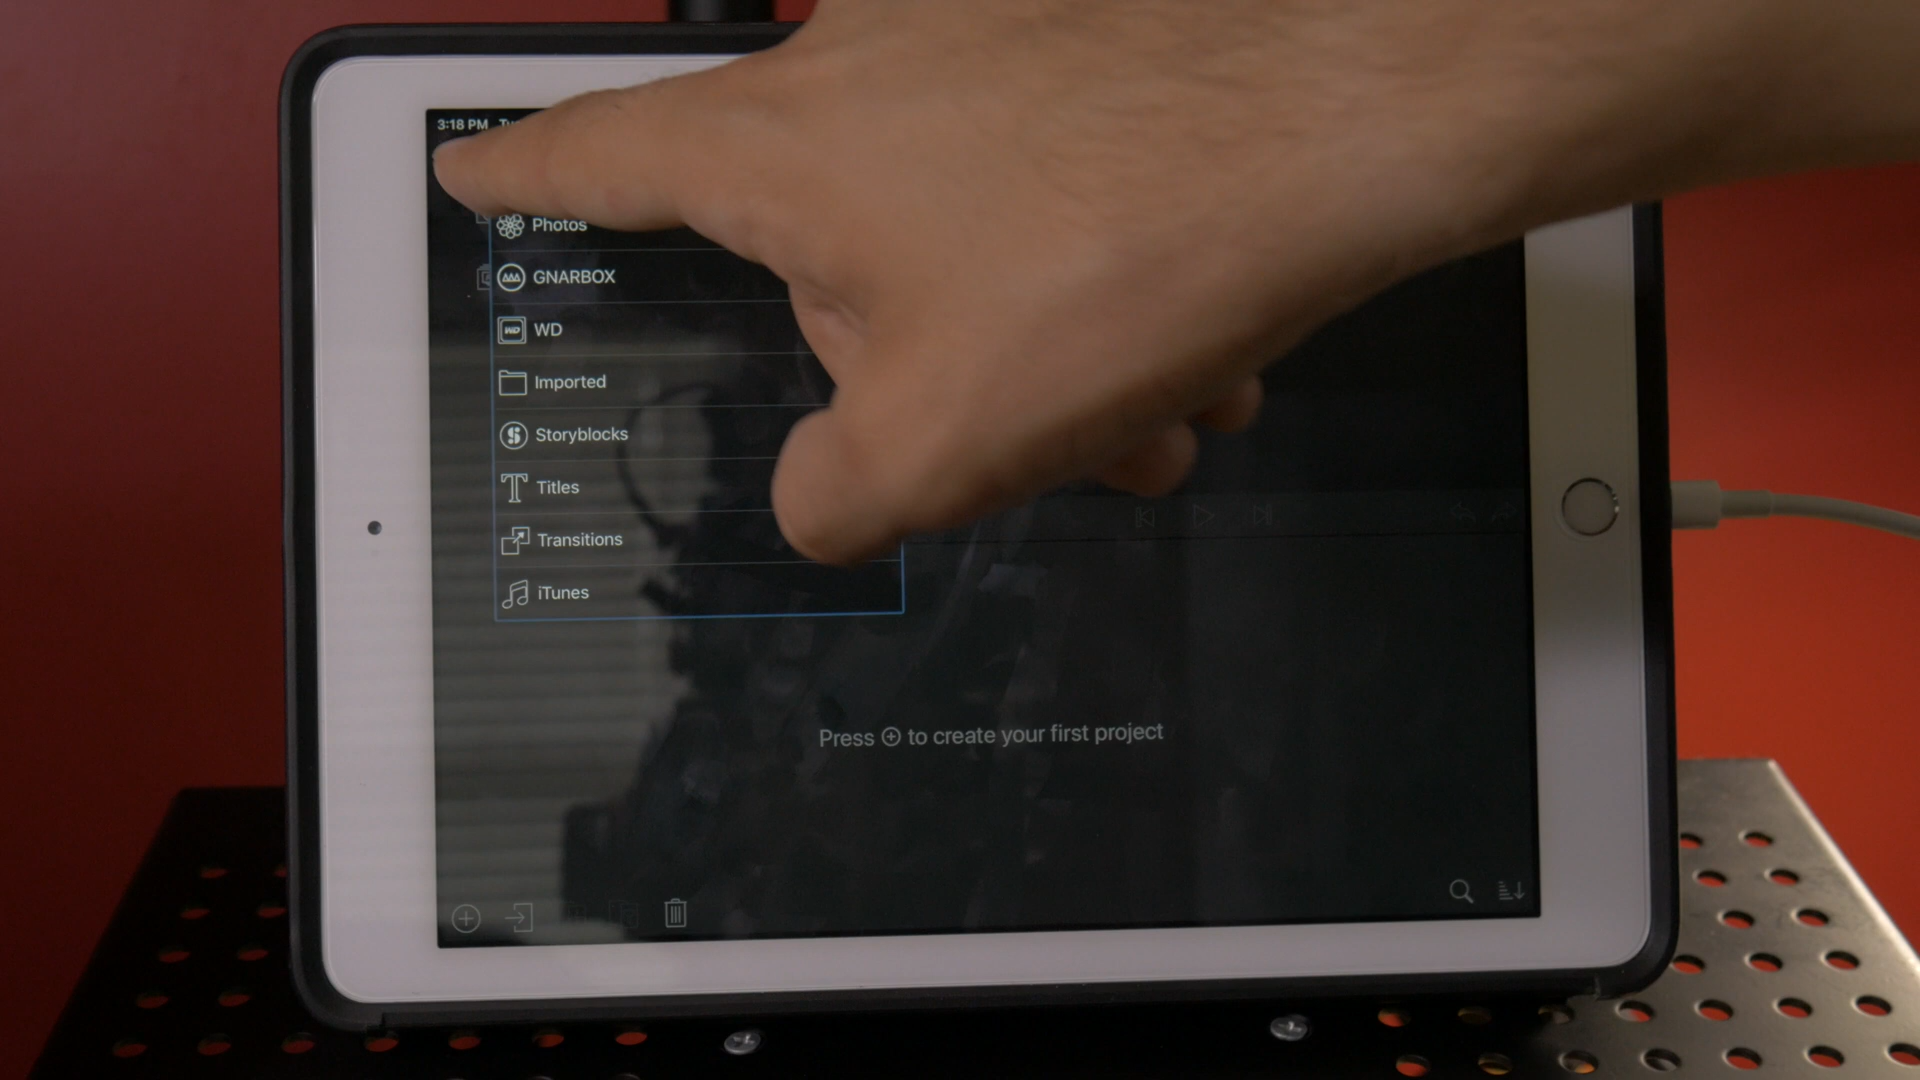 3:18 PM
Photos
GNARBOX
WD
Imported
Storyblocks
Titles
Transitions
iTunes
Press ⊕ to create your first project